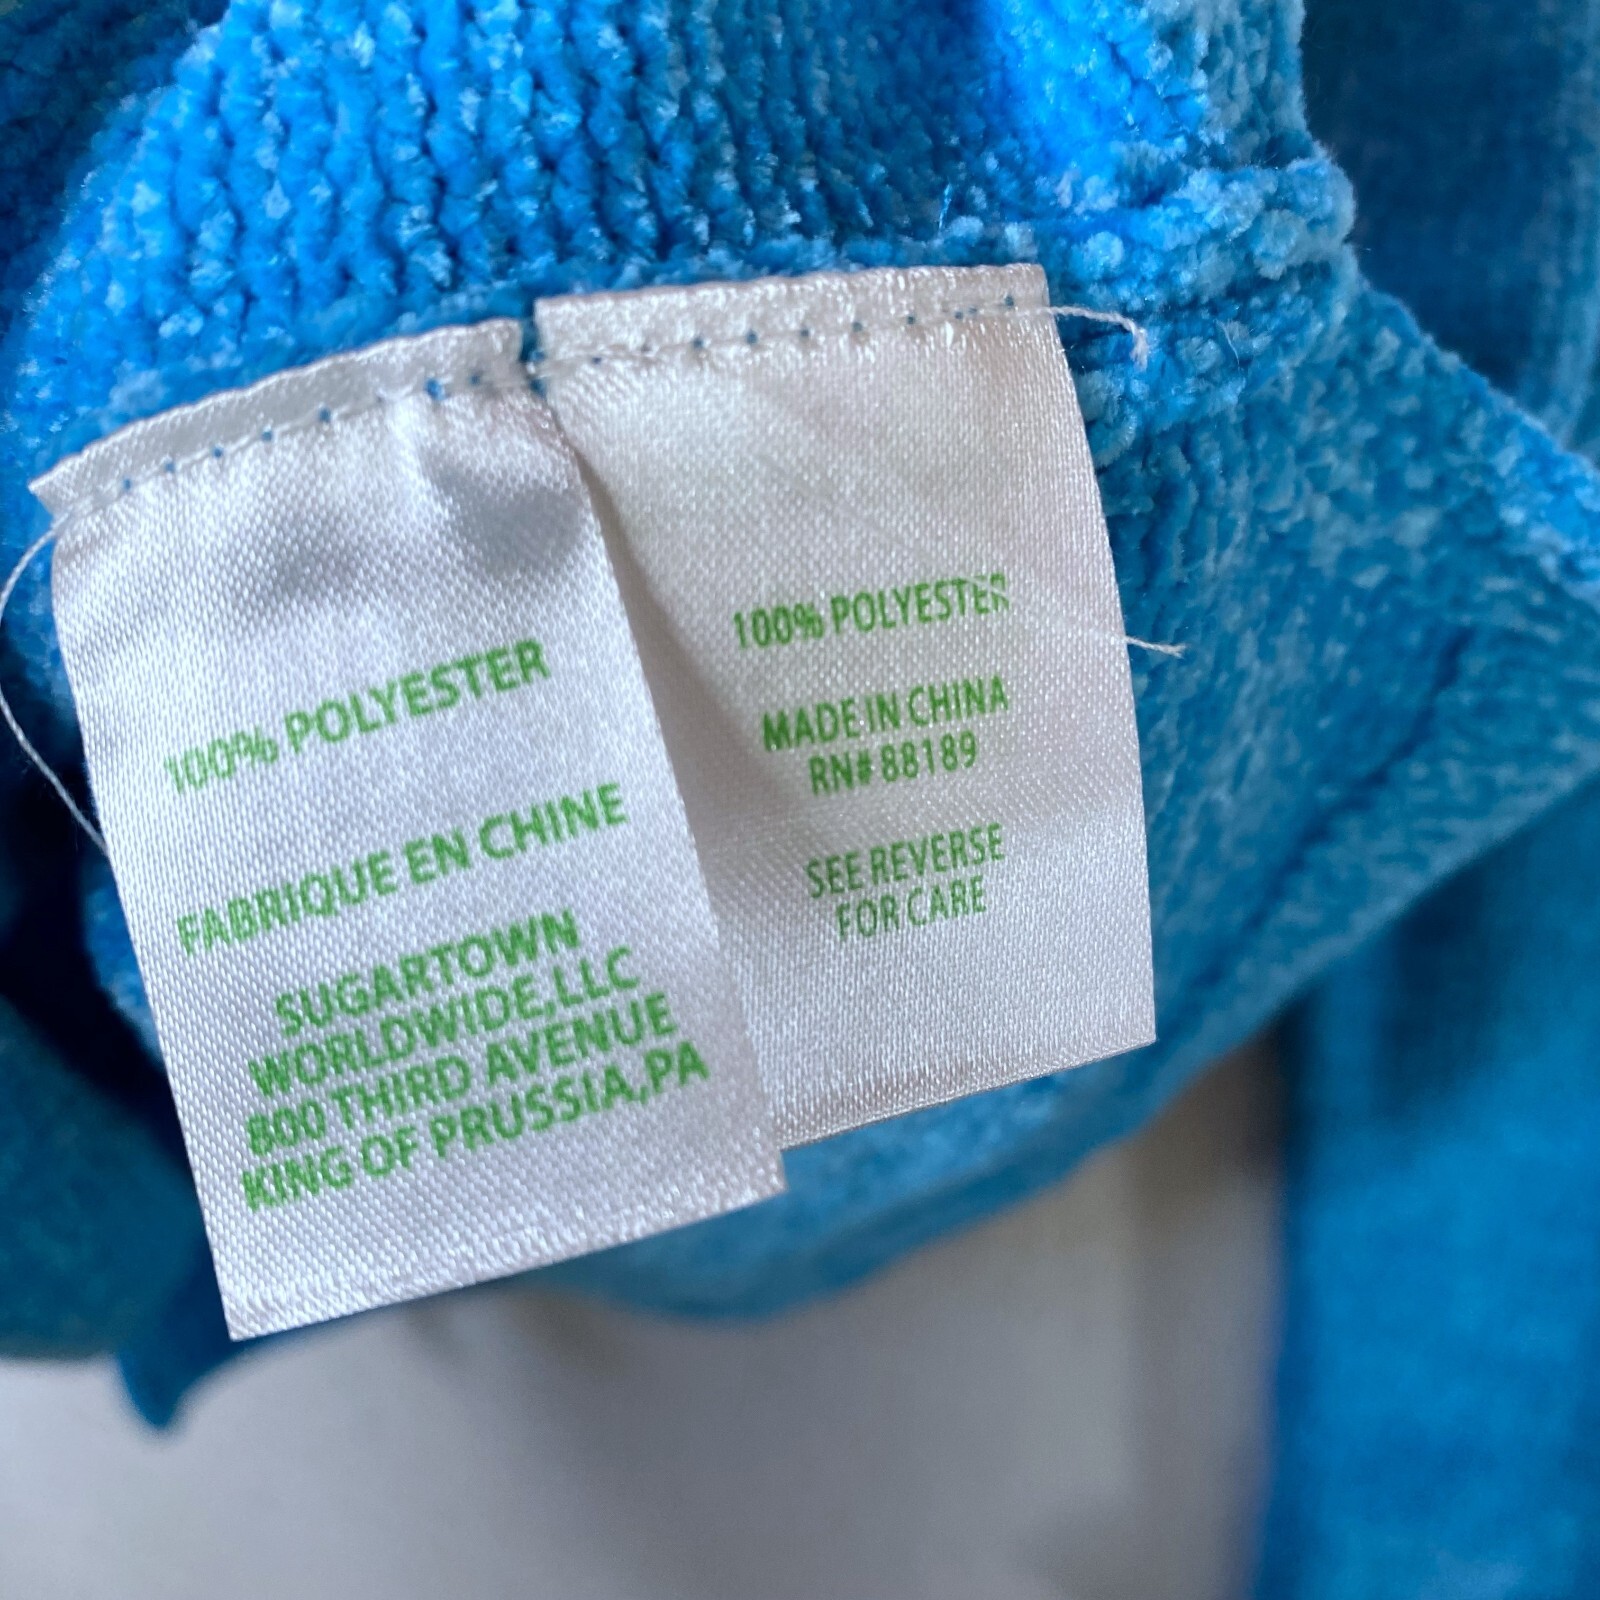 100% POLYESTER
FABRIQUE EN CHINE
SUGARTOWN
WORLDWIDE,LLC
800 THIRD AVENUE
KING OF PRUSSIA,PA
100% POLYESTER
MADE IN CHINA
RN# 88189
SEE REVERSE
FOR CARE